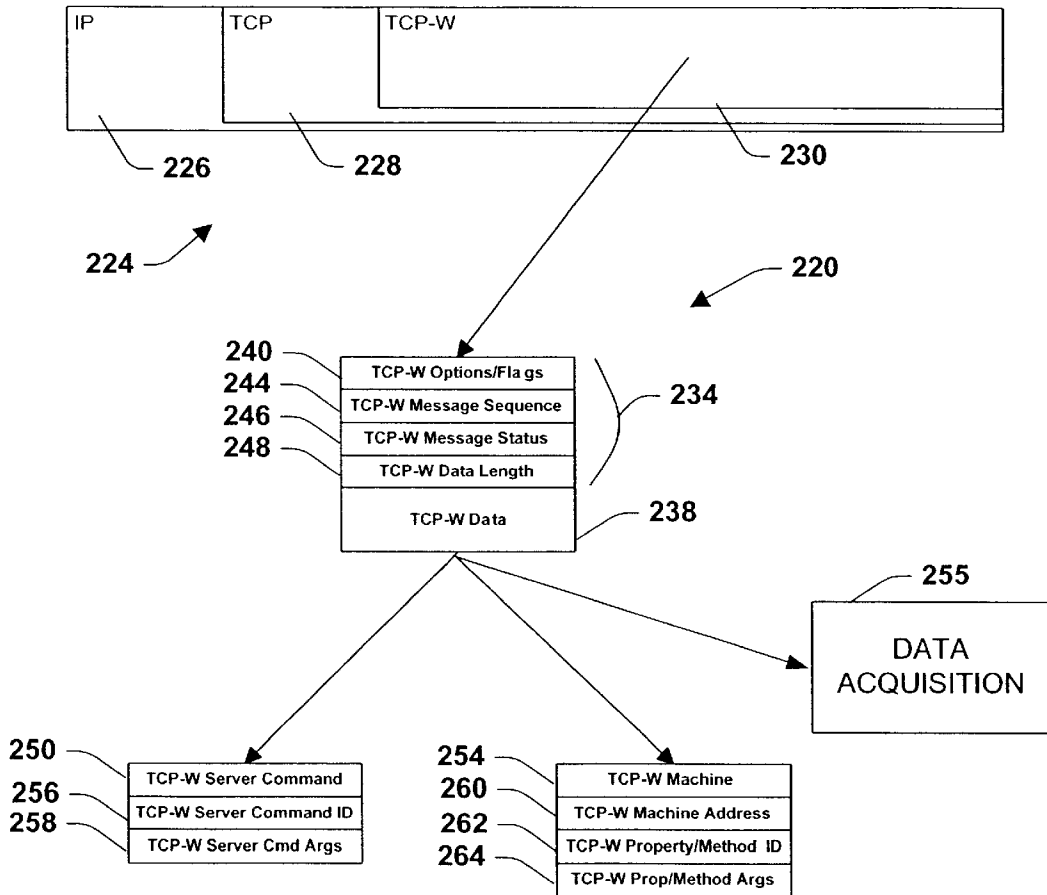 IP TCP TCP-W
226 228 230
224 220
240 TCP-W Options/Flags
244 TCP-W Message Sequence 234
246 TCP-W Message Status
248 TCP-W Data Length
TCP-W Data 238
255
DATA
ACQUISITION
250 TCP-W Server Command
256 TCP-W Server Command ID
258 TCP-W Server Cmd Args
254 TCP-W Machine
260 TCP-W Machine Address
262 TCP-W Property/Method ID
264 TCP-W Prop/Method Args